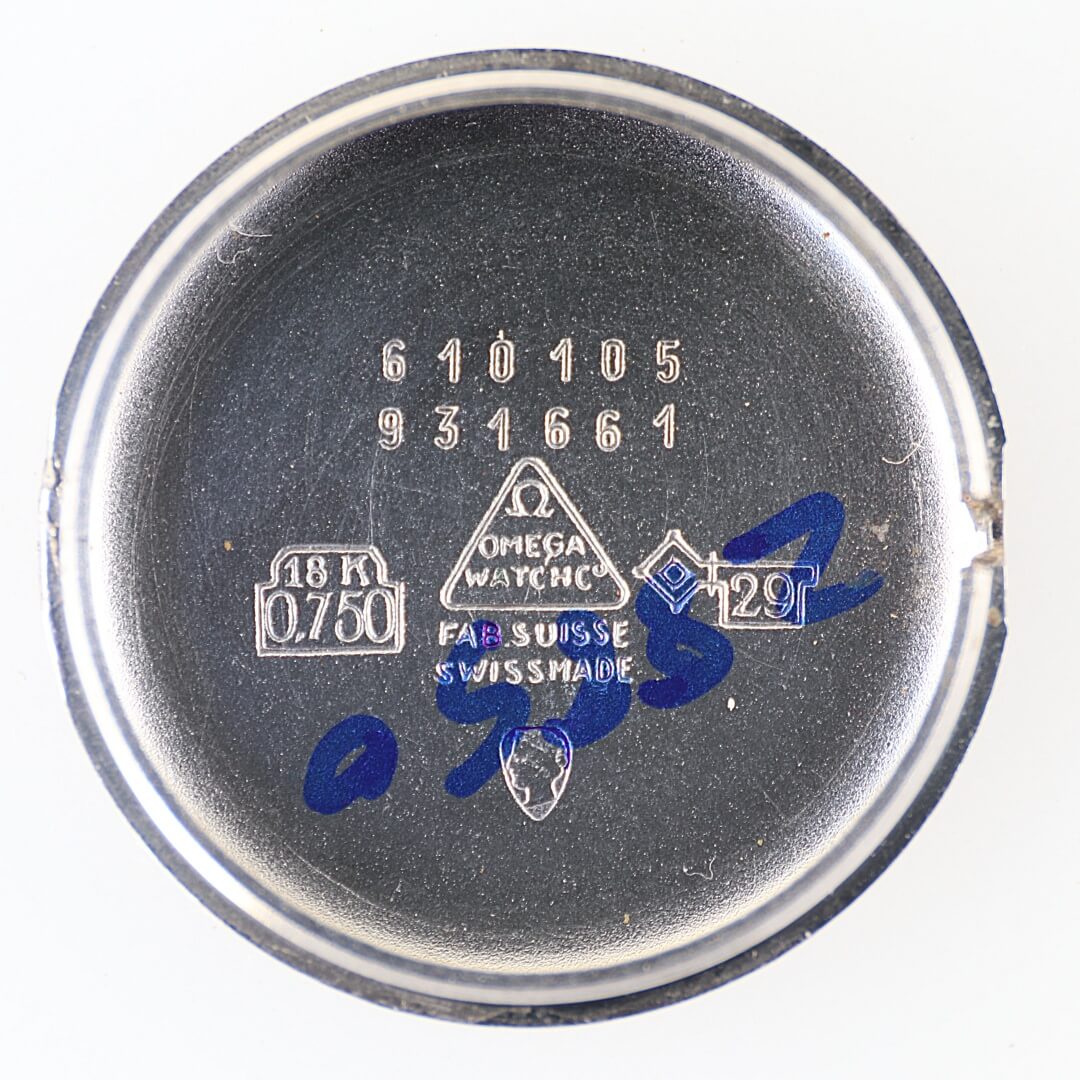 610105
931661
Ω
OMEGA
WATCH Cº
18 K
0,750
29
FAB.SUISSE
SWISS MADE